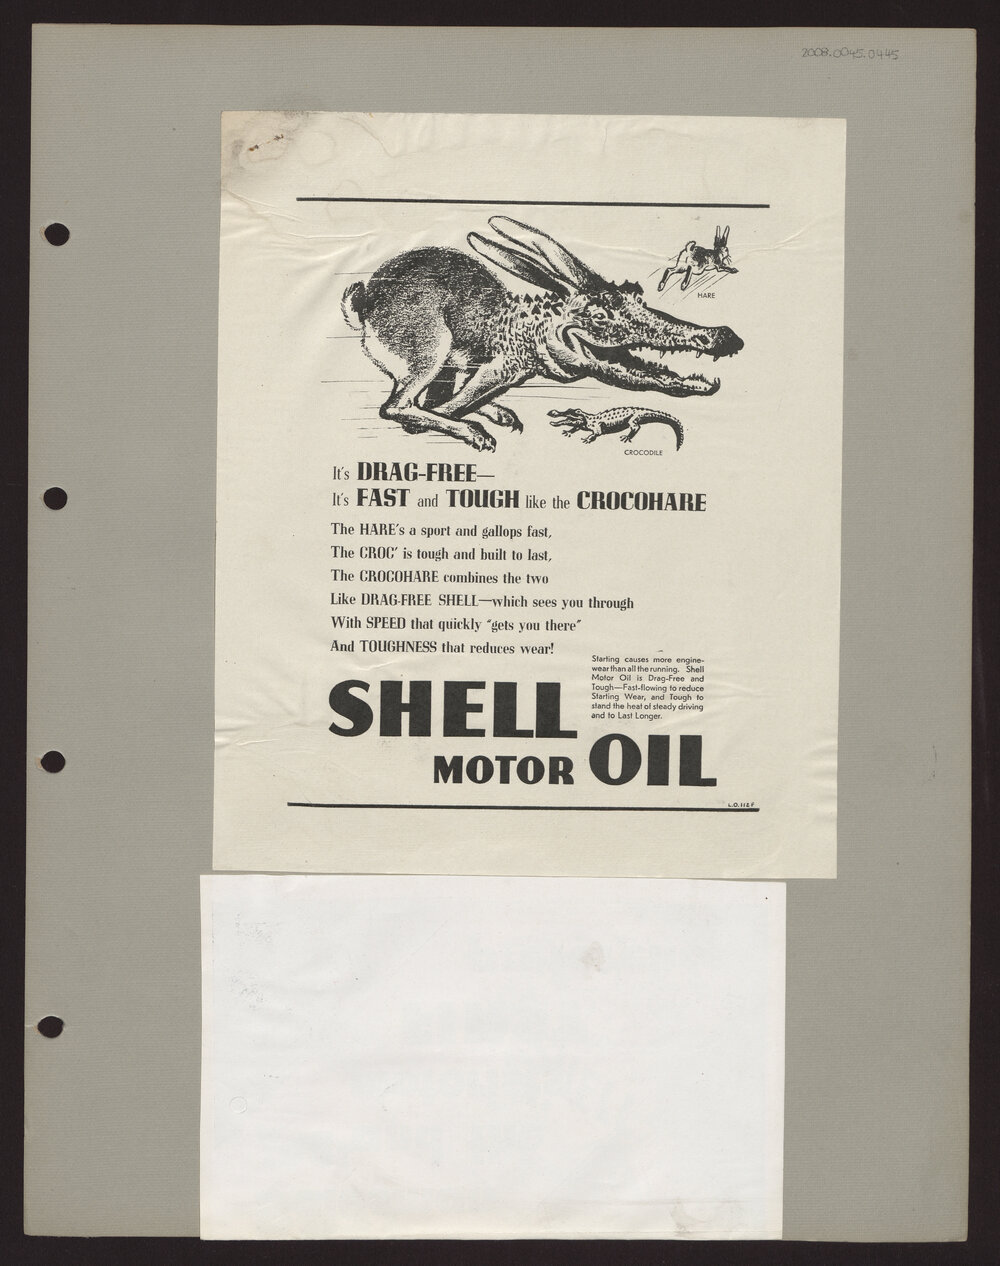 2008.0045.0445
HARE
CROCODILE
It's DRAG-FREE—
It's FAST and TOUGH like the CROCOHARE
The HARE's a sport and gallops fast,
The CROC' is tough and built to last,
The CROCOHARE combines the two
Like DRAG-FREE SHELL—which sees you through
With SPEED that quickly "gets you there"
And TOUGHNESS that reduces wear!
Starting causes more engine-
wear than all the running. Shell
Motor Oil is Drag-Free and
Tough—Fast-flowing to reduce
Starting Wear, and Tough to
stand the heat of steady driving
and to Last Longer.
SHELL
MOTOR OIL
L.O.112F